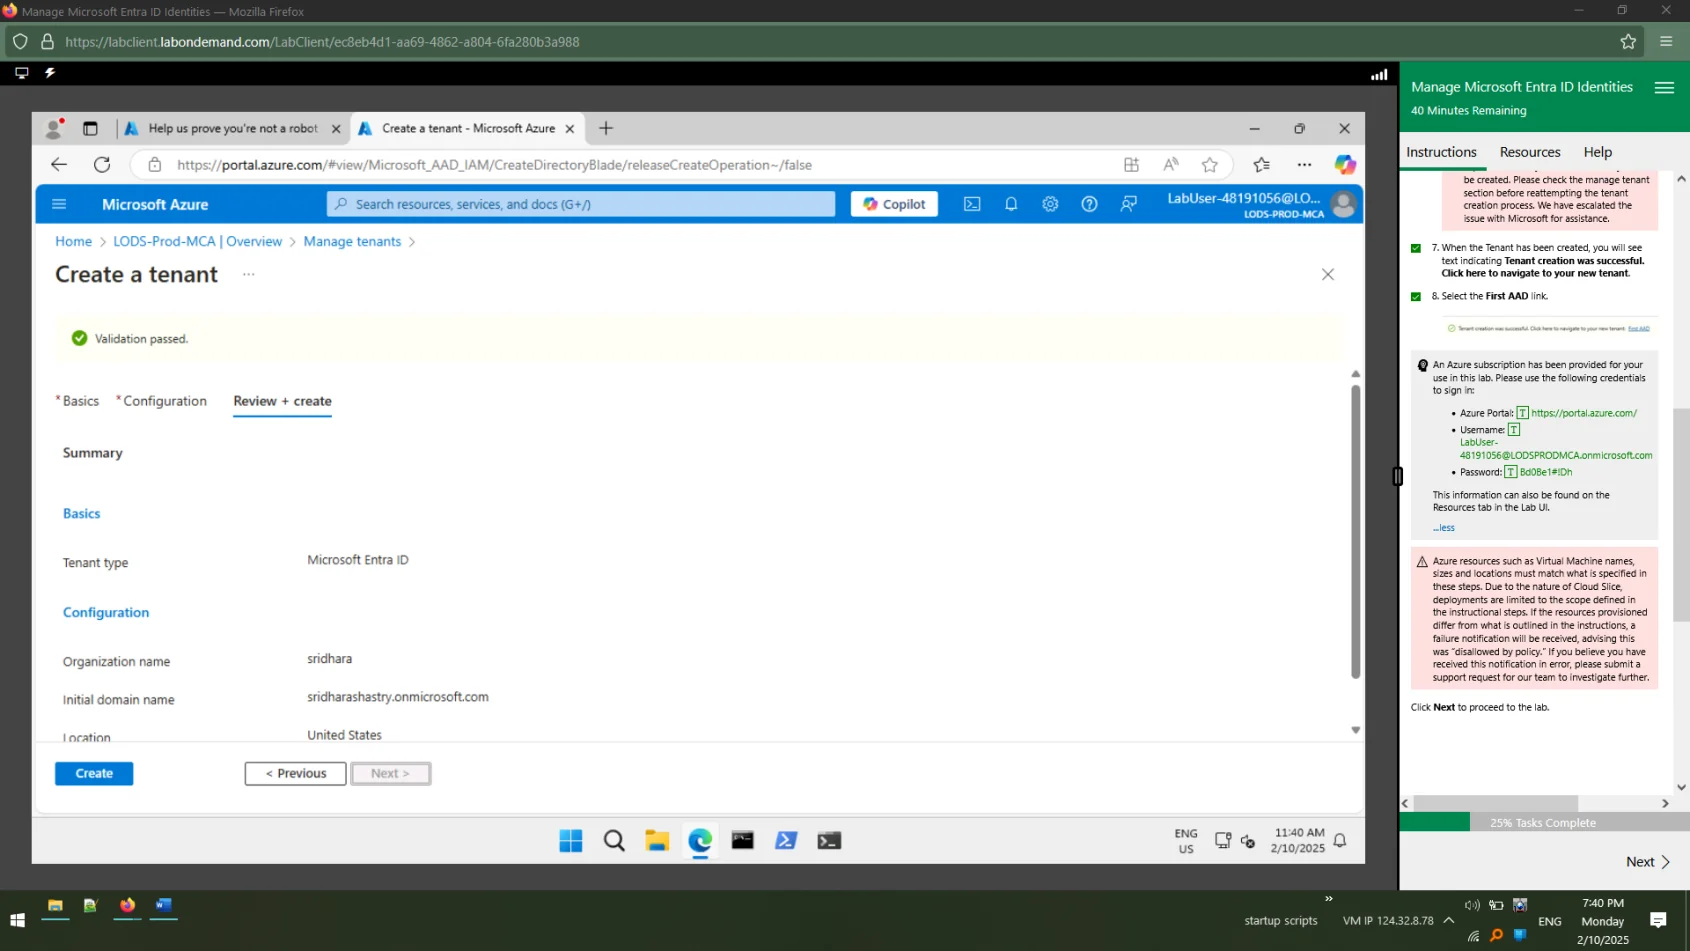 Manage Microsoft Entra ID Identities — Mozilla Firefox
https://labclient.labondemand.com/LabClient/ec8eb4d1-aa69-4862-a804-6fa280b3a988
Help us prove you're not a robot
Create a tenant - Microsoft Azure
https://portal.azure.com/#view/Microsoft_AAD_IAM/CreateDirectoryBlade/releaseCreateOperation~/false
Microsoft Azure
Search resources, services, and docs (G+/)
Copilot
LabUser-48191056@LO...
LODS-PROD-MCA
Home > LODS-Prod-MCA | Overview > Manage tenants >
Create a tenant ...
Validation passed.
* Basics * Configuration Review + create
Summary
Basics
Tenant type Microsoft Entra ID
Configuration
Organization name sridhara
Initial domain name sridharashastry.onmicrosoft.com
Location United States
Create < Previous Next >
ENG
US
11:40 AM
2/10/2025
Manage Microsoft Entra ID Identities
40 Minutes Remaining
Instructions Resources Help
be created. Please check the manage tenant
section before reattempting the tenant
creation process. We have escalated the
issue with Microsoft for assistance.
7. When the Tenant has been created, you will see
text indicating Tenant creation was successful.
Click here to navigate to your new tenant.
8. Select the First AAD link.
Tenant creation was successful. Click here to navigate to your new tenant: First AAD
An Azure subscription has been provided for your
use in this lab. Please use the following credentials
to sign in:
• Azure Portal: T https://portal.azure.com/
• Username: T
LabUser-
48191056@LODSPRODMCA.onmicrosoft.com
• Password: T Bd0Be1#!Dh
This information can also be found on the
Resources tab in the Lab UI.
...less
Azure resources such as Virtual Machine names,
sizes and locations must match what is specified in
these steps. Due to the nature of Cloud Slice,
deployments are limited to the scope defined in
the instructional steps. If the resources provisioned
differ from what is outlined in the instructions, a
failure notification will be received, advising this
was "disallowed by policy." If you believe you have
received this notification in error, please submit a
support request for our team to investigate further.
Click Next to proceed to the lab.
25% Tasks Complete
Next >
startup scripts
»
VM IP 124.32.8.78
ENG
7:40 PM
Monday
2/10/2025